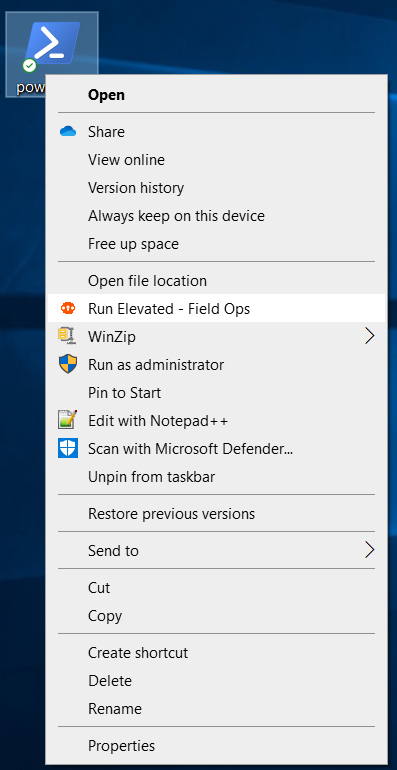 pow
Open
Share
View online
Version history
Always keep on this device
Free up space
Open file location
Run Elevated - Field Ops
WinZip
Run as administrator
Pin to Start
Edit with Notepad++
Scan with Microsoft Defender...
Unpin from taskbar
Restore previous versions
Send to
Cut
Copy
Create shortcut
Delete
Rename
Properties